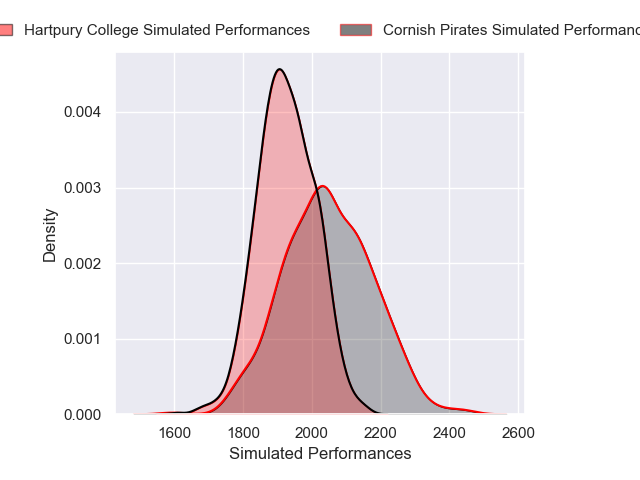 Hartpury College Simulated Performances
Cornish Pirates Simulated
Density
0.004
0.003
0.002
0.001
0.000
1600
1800
2000
2200
2400
2600
Simulated Performances